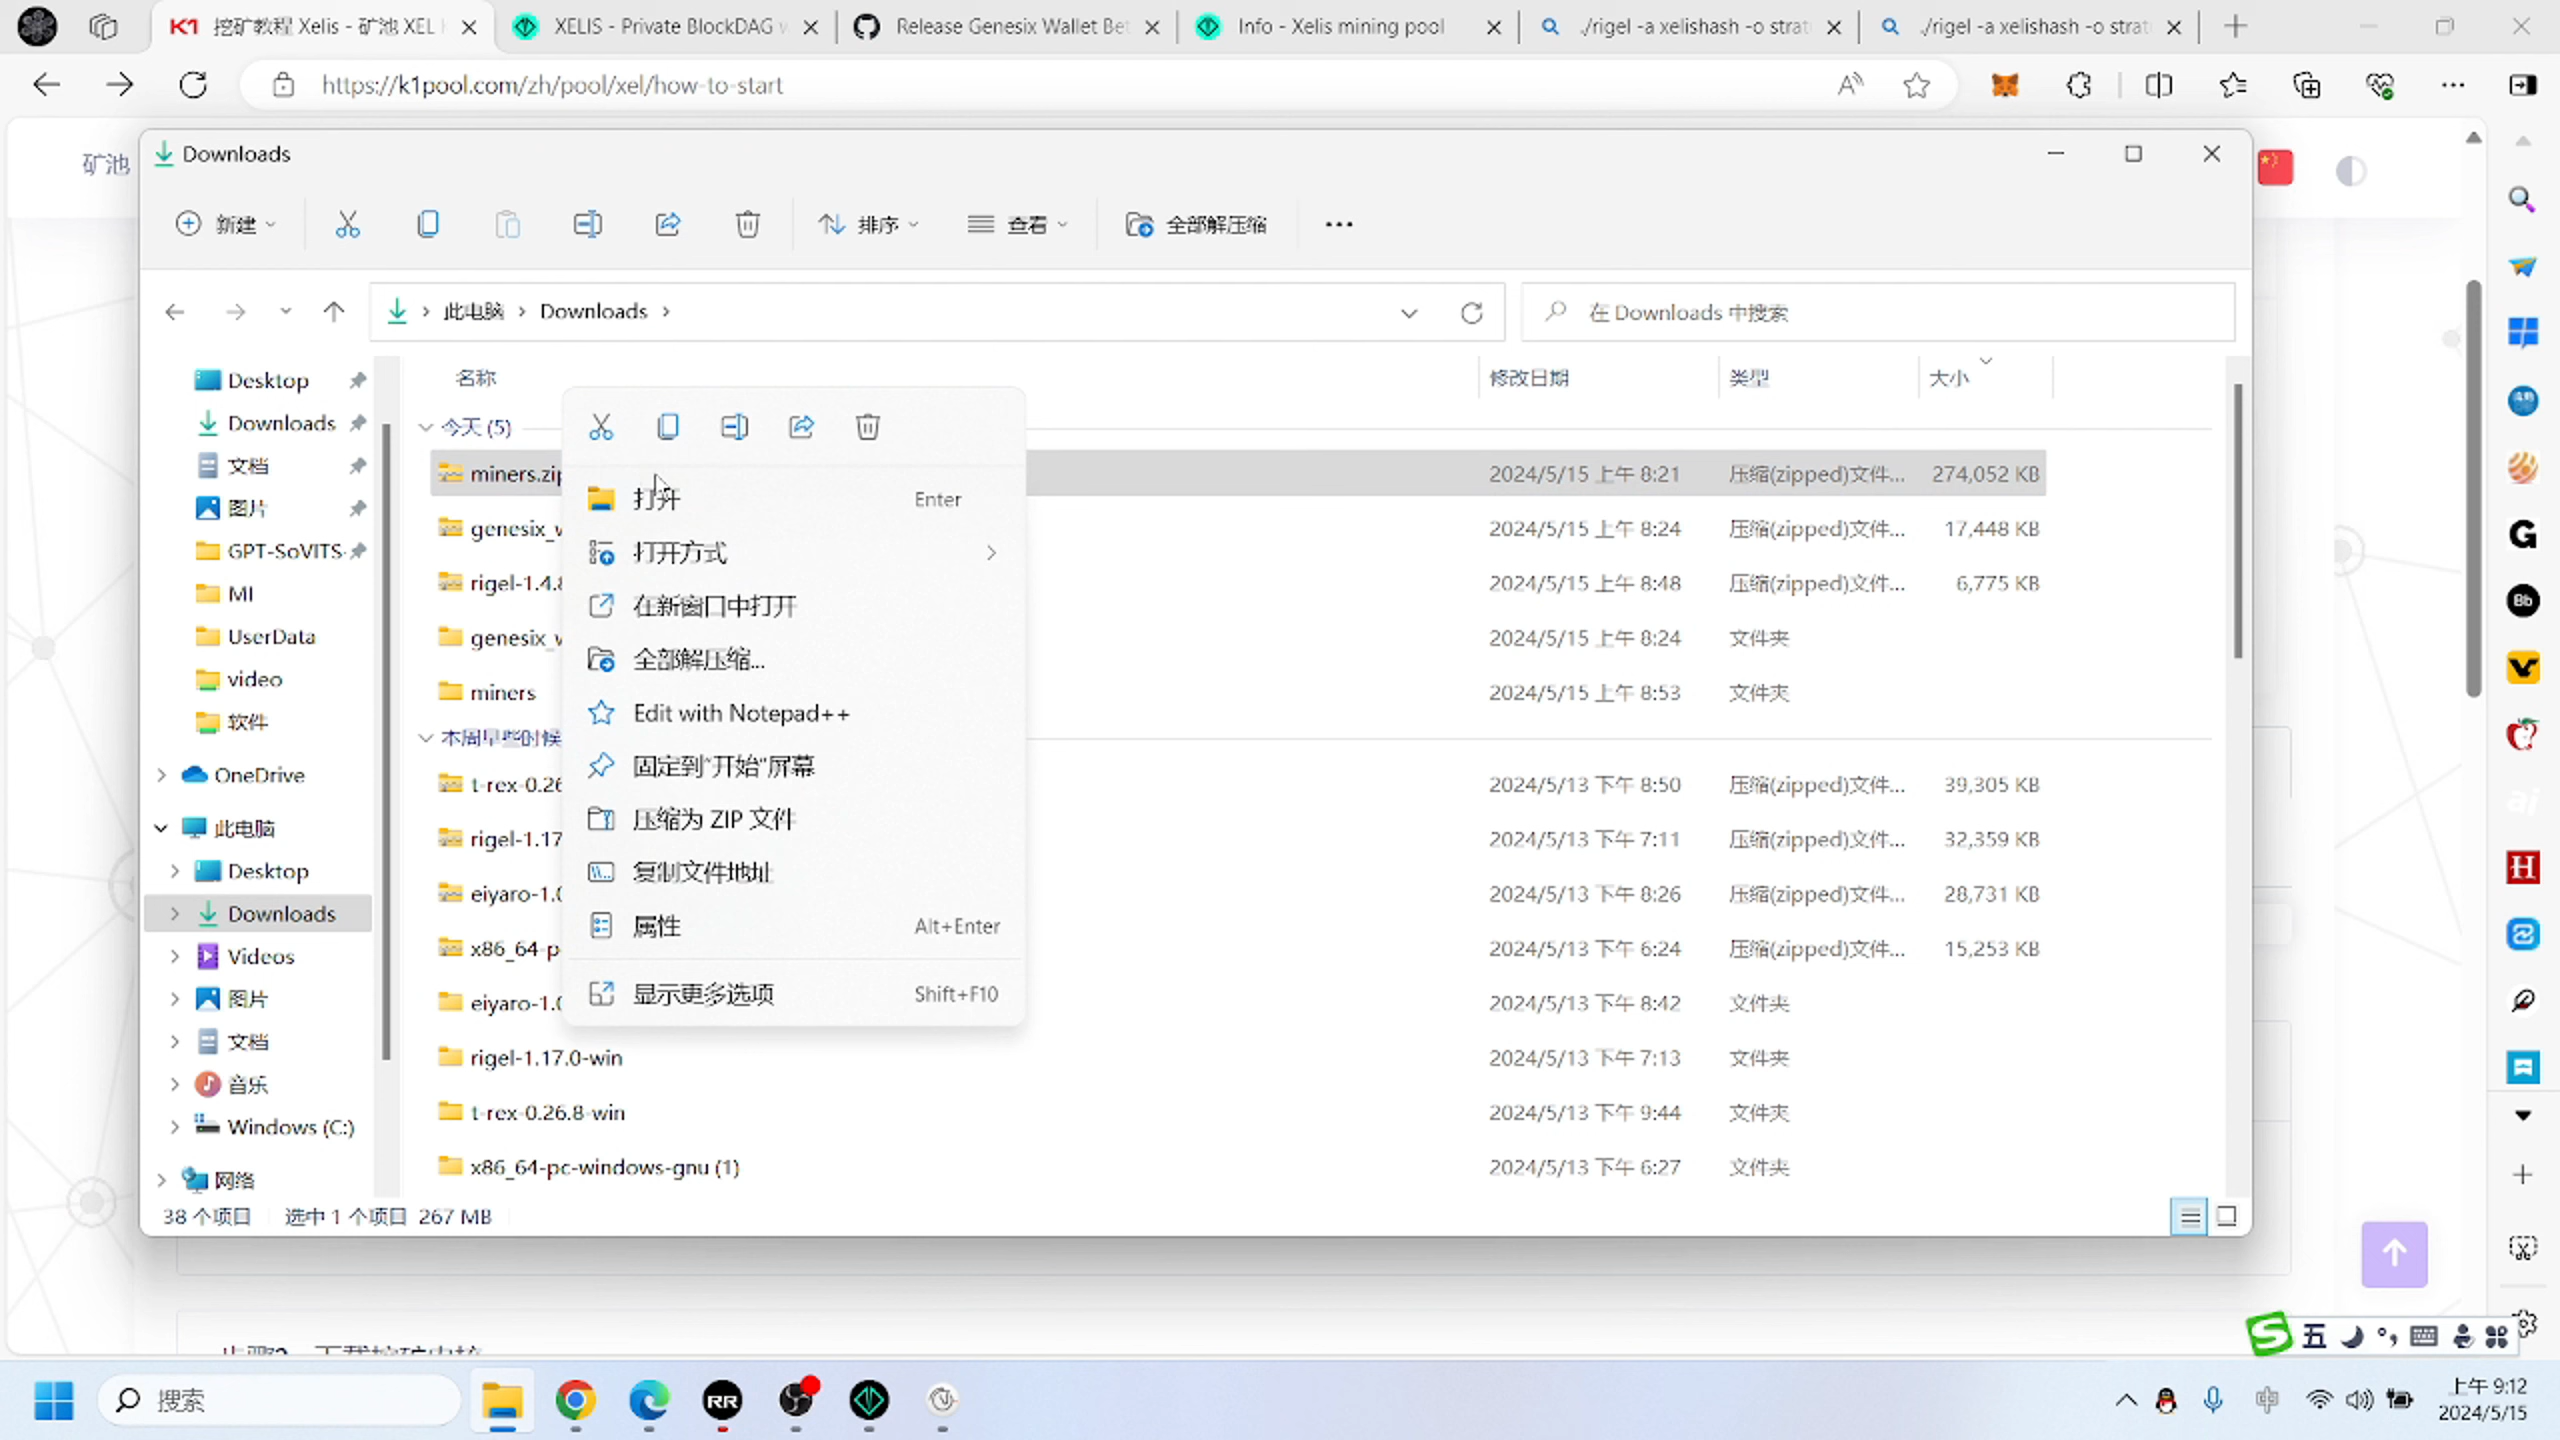 挖矿教程 Xelis - 矿池 XEL
XELIS - Private BlockDAG
Release Genesix Wallet Bet
Info - Xelis mining pool
./rigel -a xelishash -o strat
./rigel -a xelishash -o strat
https://k1pool.com/zh/pool/xel/how-to-start
矿池
Downloads
新建
排序
查看
全部解压缩
此电脑
Downloads
在 Downloads 中搜索
Desktop
Downloads
文档
图片
GPT-SoVITS-
MI
UserData
video
软件
OneDrive
此电脑
Desktop
Downloads
Videos
图片
文档
音乐
Windows (C:)
网络
名称 修改日期 类型 大小
今天 (5)
miners.zip 2024/5/15 上午 8:21 压缩(zipped)文件... 274,052 KB
genesix_v 2024/5/15 上午 8:24 压缩(zipped)文件... 17,448 KB
rigel-1.4.8 2024/5/15 上午 8:48 压缩(zipped)文件... 6,775 KB
genesix_v 2024/5/15 上午 8:24 文件夹
miners 2024/5/15 上午 8:53 文件夹
本周早些时候
t-rex-0.26 2024/5/13 下午 8:50 压缩(zipped)文件... 39,305 KB
rigel-1.17 2024/5/13 下午 7:11 压缩(zipped)文件... 32,359 KB
eiyaro-1.0 2024/5/13 下午 8:26 压缩(zipped)文件... 28,731 KB
x86_64-p 2024/5/13 下午 6:24 压缩(zipped)文件... 15,253 KB
eiyaro-1.0 2024/5/13 下午 8:42 文件夹
rigel-1.17.0-win 2024/5/13 下午 7:13 文件夹
t-rex-0.26.8-win 2024/5/13 下午 9:44 文件夹
x86_64-pc-windows-gnu (1) 2024/5/13 下午 6:27 文件夹
打开 Enter
打开方式
在新窗口中打开
全部解压缩...
Edit with Notepad++
固定到"开始"屏幕
压缩为 ZIP 文件
复制文件地址
属性 Alt+Enter
显示更多选项 Shift+F10
38 个项目 选中 1 个项目 267 MB
五
搜索
中
上午 9:12
2024/5/15